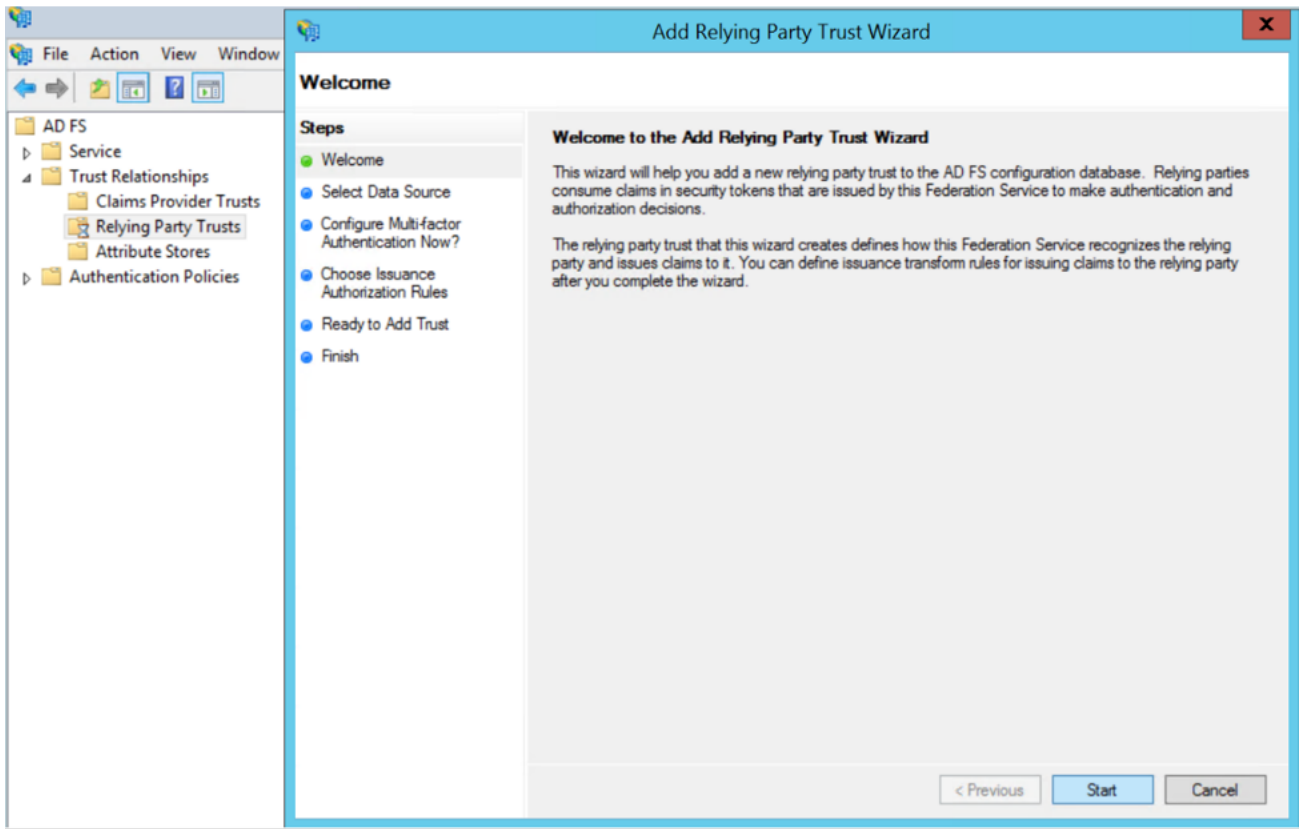 File Action View Window
AD FS
Service
Trust Relationships
Claims Provider Trusts
Relying Party Trusts
Attribute Stores
Authentication Policies
Add Relying Party Trust Wizard
X
Welcome
Steps
Welcome
Select Data Source
Configure Multi-factor
Authentication Now?
Choose Issuance
Authorization Rules
Ready to Add Trust
Finish
Welcome to the Add Relying Party Trust Wizard
This wizard will help you add a new relying party trust to the AD FS configuration database. Relying parties
consume claims in security tokens that are issued by this Federation Service to make authentication and
authorization decisions.
The relying party trust that this wizard creates defines how this Federation Service recognizes the relying
party and issues claims to it. You can define issuance transform rules for issuing claims to the relying party
after you complete the wizard.
< Previous Start Cancel